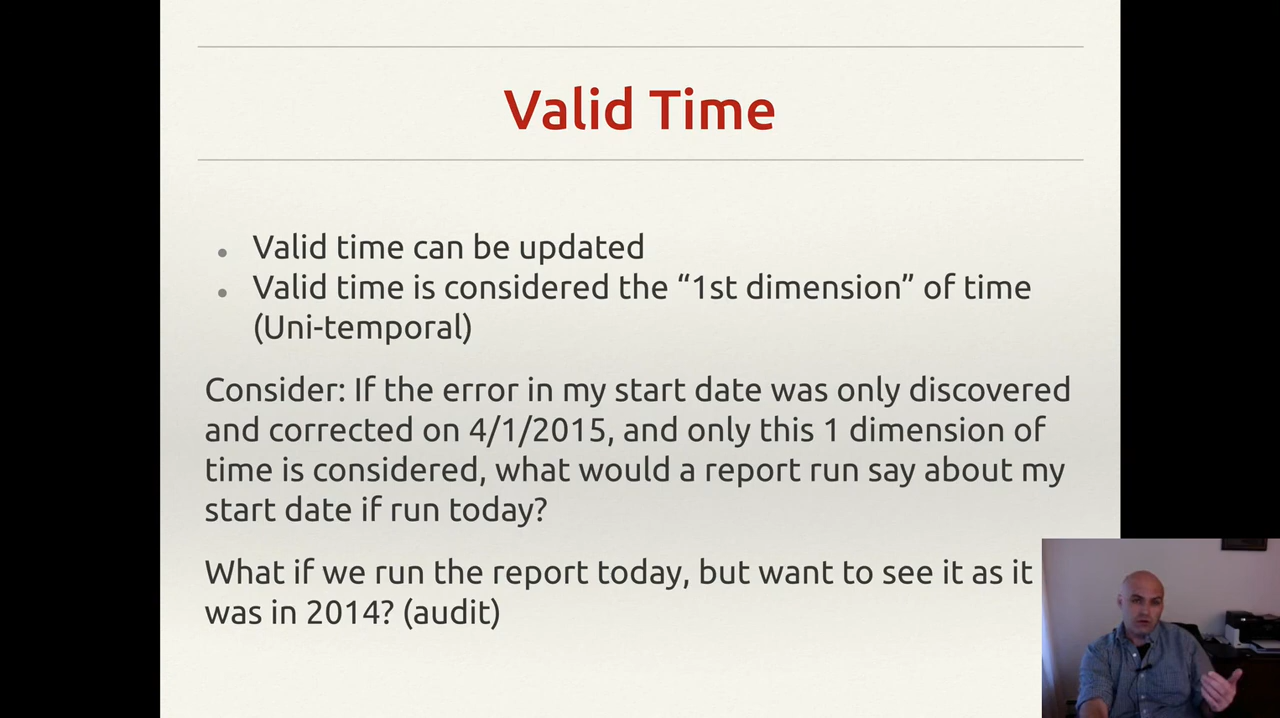 Valid Time
Valid time can be updated
Valid time is considered the “1st dimension” of time
(Uni-temporal)
Consider: If the error in my start date was only discovered
and corrected on 4/1/2015, and only this 1 dimension of
time is considered, what would a report run say about my
start date if run today?
What if we run the report today, but want to see it as it
was in 2014? (audit)